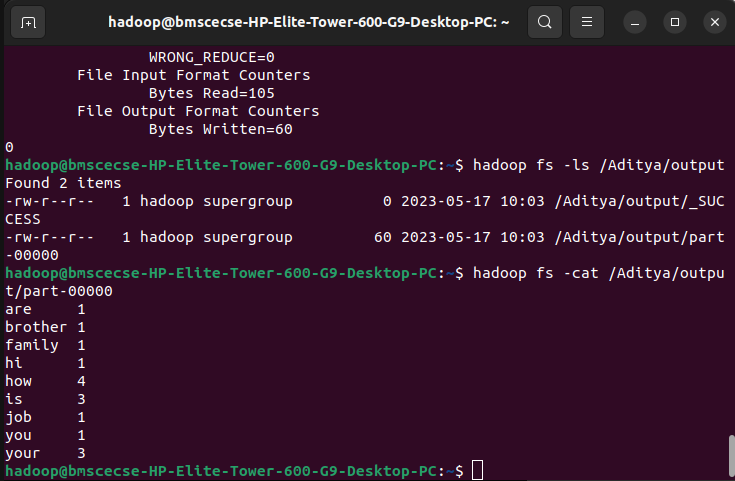 hadoop@bmscecse-HP-Elite-Tower-600-G9-Desktop-PC: ~
WRONG_REDUCE=0
File Input Format Counters
Bytes Read=105
File Output Format Counters
Bytes Written=60
0
hadoop@bmscecse-HP-Elite-Tower-600-G9-Desktop-PC:~$ hadoop fs -ls /Aditya/output
Found 2 items
-rw-r--r--   1 hadoop supergroup          0 2023-05-17 10:03 /Aditya/output/_SUC
CESS
-rw-r--r--   1 hadoop supergroup         60 2023-05-17 10:03 /Aditya/output/part
-00000
hadoop@bmscecse-HP-Elite-Tower-600-G9-Desktop-PC:~$ hadoop fs -cat /Aditya/outpu
t/part-00000
are     1
brother 1
family  1
hi      1
how     4
is      3
job     1
you     1
your    3
hadoop@bmscecse-HP-Elite-Tower-600-G9-Desktop-PC:~$